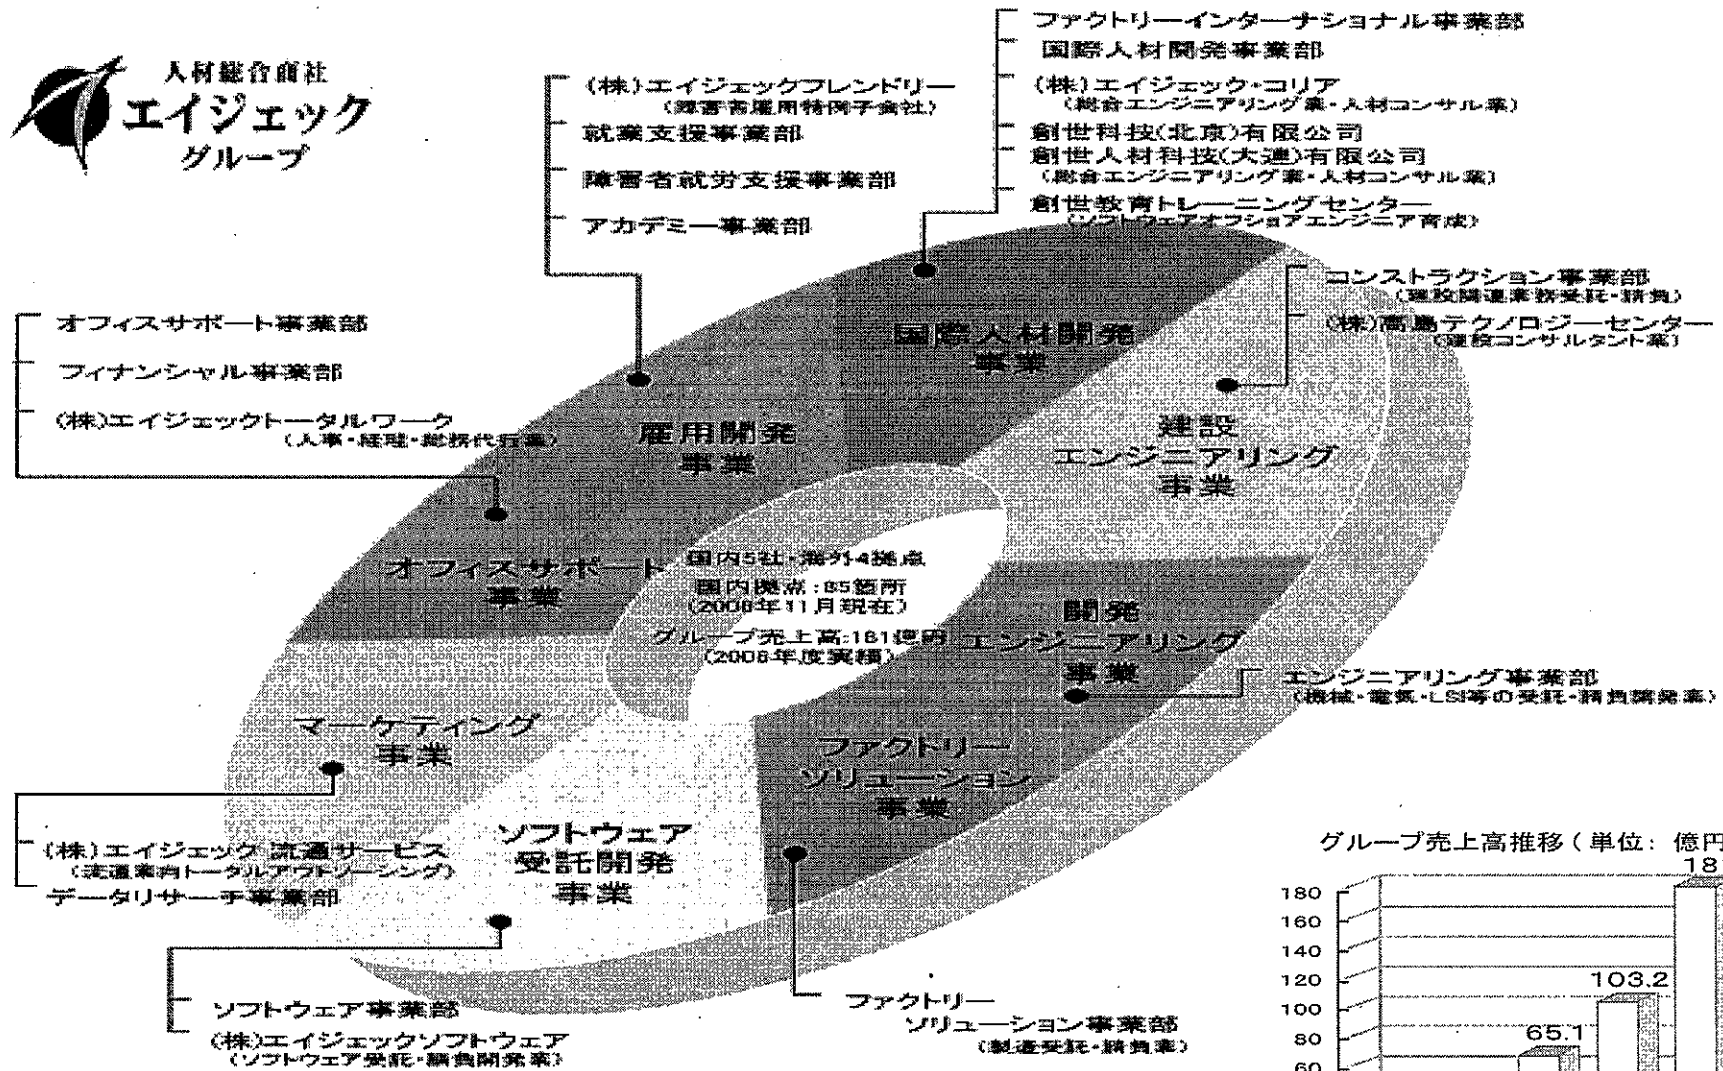 人材総合商社
エイジェック
グループ
(株)エイジェックフレンドリー
(障害者雇用特例子会社)
就業支援事業部
障害者就労支援事業部
アカデミー事業部
ファクトリーインターナショナル事業部
国際人材開発事業部
(株)エイジェック・コリア
(総合エンジニアリング業・人材コンサル業)
創世科技(北京)有限公司
創世人材科技(大連)有限公司
(総合エンジニアリング業・人材コンサル業)
創世教育トレーニングセンター
(ソフトウェアオフショアエンジニア育成)
コンストラクション事業部
(建設関連業務受託・請負)
(株)高島テクノロジーセンター
(建設コンサルタント業)
オフィスサポート事業部
フィナンシャル事業部
(株)エイジェックトータルワーク
(人事・経理・総務代行業)
国際人材開発
事業
雇用開発
事業
建設
エンジニアリング
事業
オフィスサポート
事業
国内5社・海外4拠点
国内拠点:85箇所
(2008年11月現在)
グループ売上高:181億円
(2008年度実績)
開発
エンジニアリング
事業
エンジニアリング事業部
(機械・電気・LSI等の受託・請負開発業)
マーケティング
事業
ファクトリー
ソリューション
事業
ソフトウェア
受託開発
事業
(株)エイジェック流通サービス
(流通業向トータルアウトソーシング)
データリサーチ事業部
ソフトウェア事業部
(株)エイジェックソフトウェア
(ソフトウェア受託・請負開発業)
ファクトリー
ソリューション事業部
(製造受託・請負業)
グループ売上高推移(単位:億円
18
180
160
140
120
103.2
100
80
65.1
60